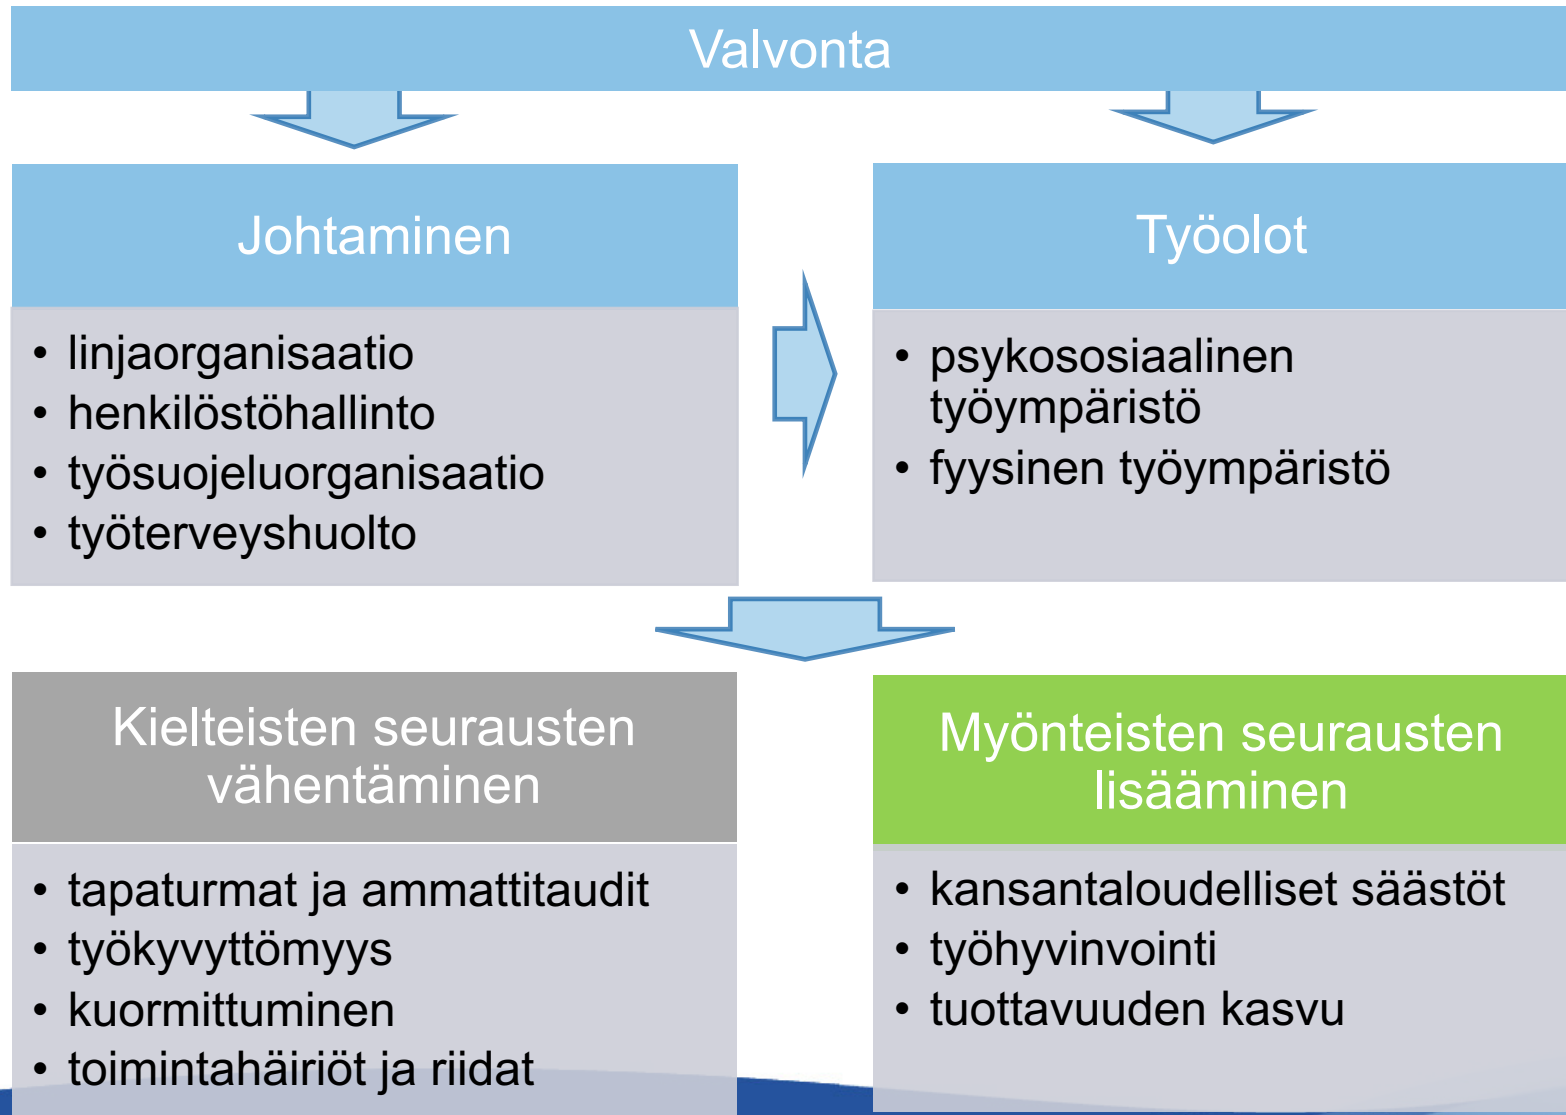 Valvonta
Johtaminen
• linjaorganisaatio
• henkilöstöhallinto
• työsuojeluorganisaatio
• työterveyshuolto
Työolot
• psykososiaalinen
työympäristö
• fyysinen työympäristö
Kielteisten seurausten
vähentäminen
• tapaturmat ja ammattitaudit
• työkyvyttömyys
• kuormittuminen
• toimintahäiriöt ja riidat
Myönteisten seurausten
lisääminen
• kansantaloudelliset säästöt
• työhyvinvointi
• tuottavuuden kasvu